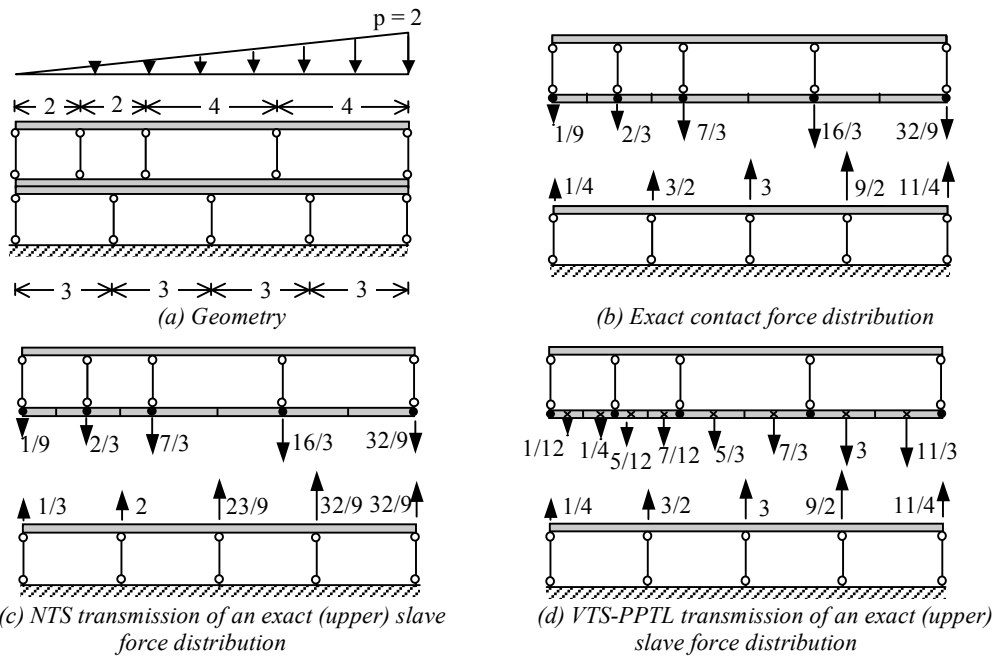 p = 2
2 2 4 4
3 3 3 3
(a) Geometry
1/9 2/3 7/3 16/3 32/9
1/4 3/2 3 9/2 11/4
(b) Exact contact force distribution
1/9 2/3 7/3 16/3 32/9
1/3 2 23/9 32/9 32/9
(c) NTS transmission of an exact (upper) slave
force distribution
1/12 1/4 5/12 7/12 5/3 7/3 3 11/3
1/4 3/2 3 9/2 11/4
(d) VTS-PPTL transmission of an exact (upper)
slave force distribution